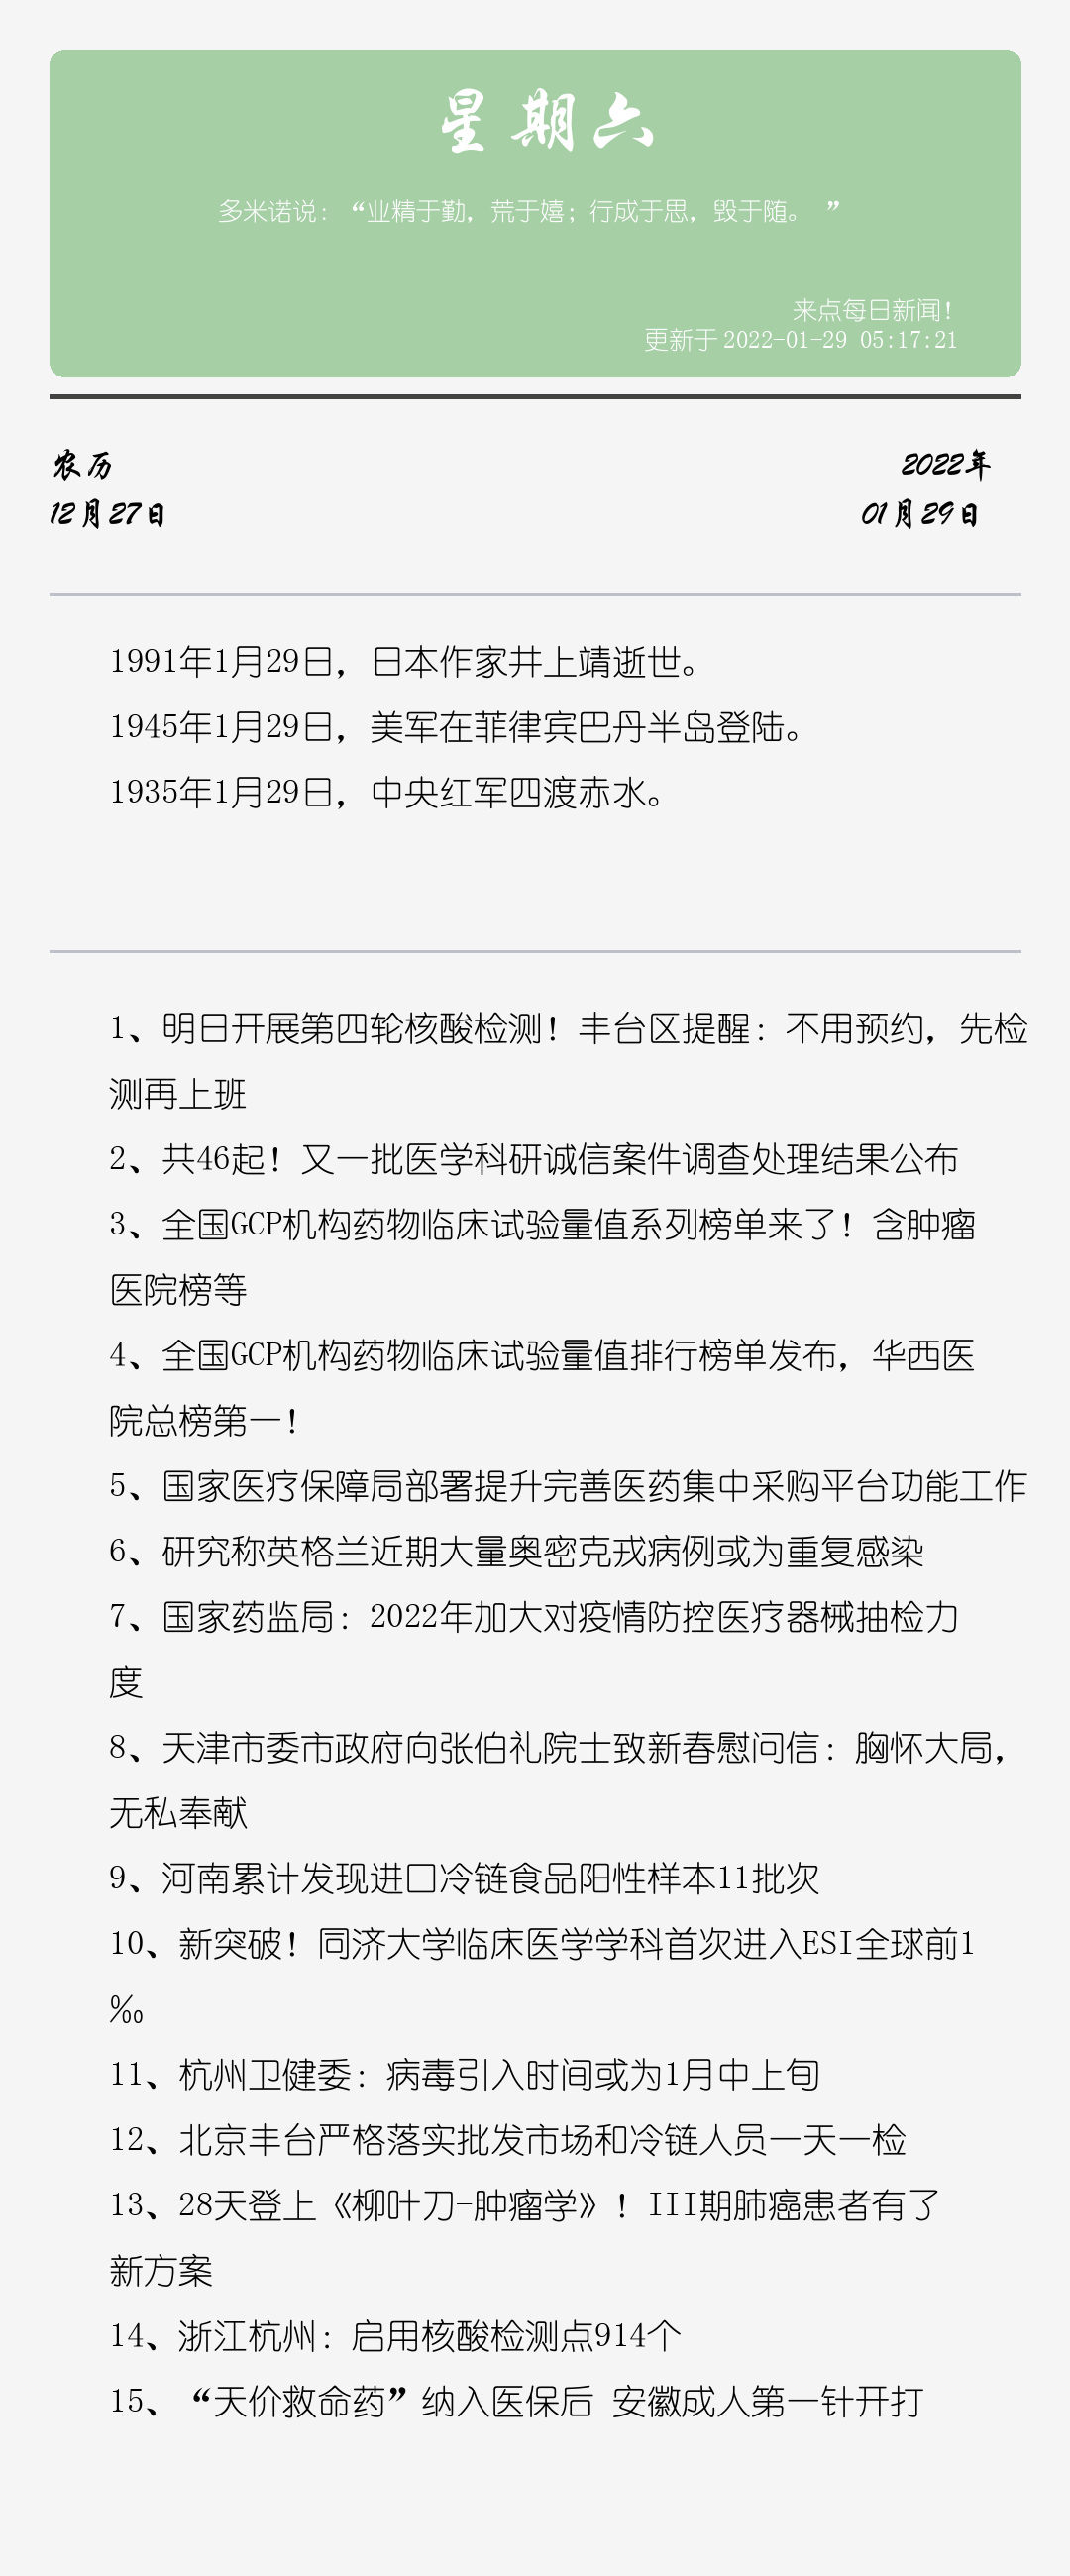 星期六
多米诺说：“业精于勤，荒于嬉；行成于思，毁于随。 ”
来点每日新闻！
更新于 2022-01-29 05:17:21
农历
2022年
12月27日
01月29日
1991年1月29日，日本作家井上靖逝世。
1945年1月29日，美军在菲律宾巴丹半岛登陆。
1935年1月29日，中央红军四渡赤水。
1、明日开展第四轮核酸检测！丰台区提醒：不用预约，先检
测再上班
2、共46起！又一批医学科研诚信案件调查处理结果公布
3、全国GCP机构药物临床试验量值系列榜单来了！含肿瘤
医院榜等
4、全国GCP机构药物临床试验量值排行榜单发布，华西医
院总榜第一！
5、国家医疗保障局部署提升完善医药集中采购平台功能工作
6、研究称英格兰近期大量奥密克戎病例或为重复感染
7、国家药监局：2022年加大对疫情防控医疗器械抽检力
度
8、天津市委市政府向张伯礼院士致新春慰问信：胸怀大局，
无私奉献
9、河南累计发现进口冷链食品阳性样本11批次
10、新突破！同济大学临床医学学科首次进入ESI全球前1
‰
11、杭州卫健委：病毒引入时间或为1月中上旬
12、北京丰台严格落实批发市场和冷链人员一天一检
13、28天登上《柳叶刀-肿瘤学》！III期肺癌患者有了
新方案
14、浙江杭州：启用核酸检测点914个
15、“天价救命药”纳入医保后 安徽成人第一针开打